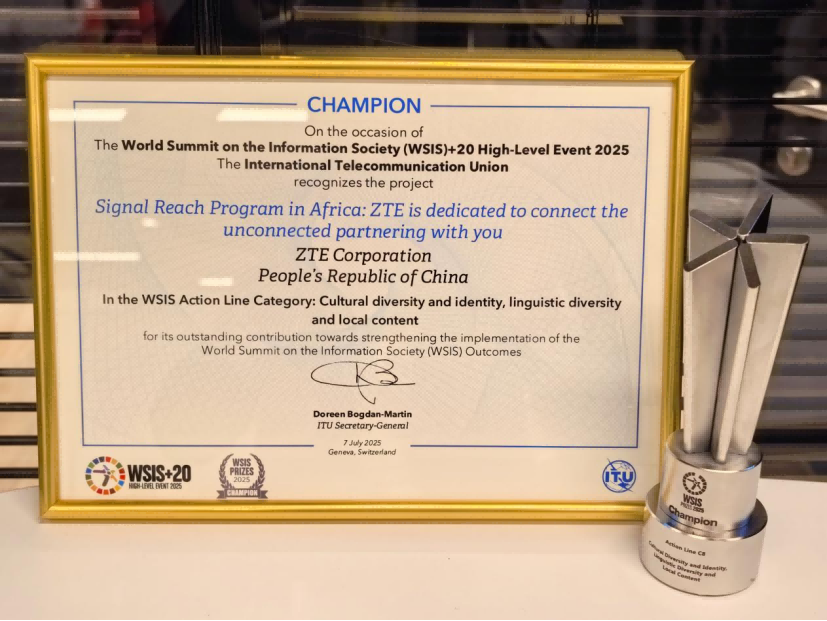 CHAMPION
On the occasion of
The World Summit on the Information Society (WSIS)+20 High-Level Event 2025
The International Telecommunication Union
recognizes the project
Signal Reach Program in Africa: ZTE is dedicated to connect the
unconnected partnering with you
ZTE Corporation
People's Republic of China
In the WSIS Action Line Category: Cultural diversity and identity, linguistic diversity
and local content
for its outstanding contribution towards strengthening the implementation of the
World Summit on the Information Society (WSIS) Outcomes
Doreen Bogdan-Martin
ITU Secretary-General
7 July 2025
Geneva, Switzerland
WSIS+20
HIGH-LEVEL EVENT 2025
WSIS
PRIZES
2025
CHAMPION
ITU
WSIS
PRIZES 2025
Champion
Action Line C8
Cultural Diversity and Identity,
Linguistic Diversity and
Local Content